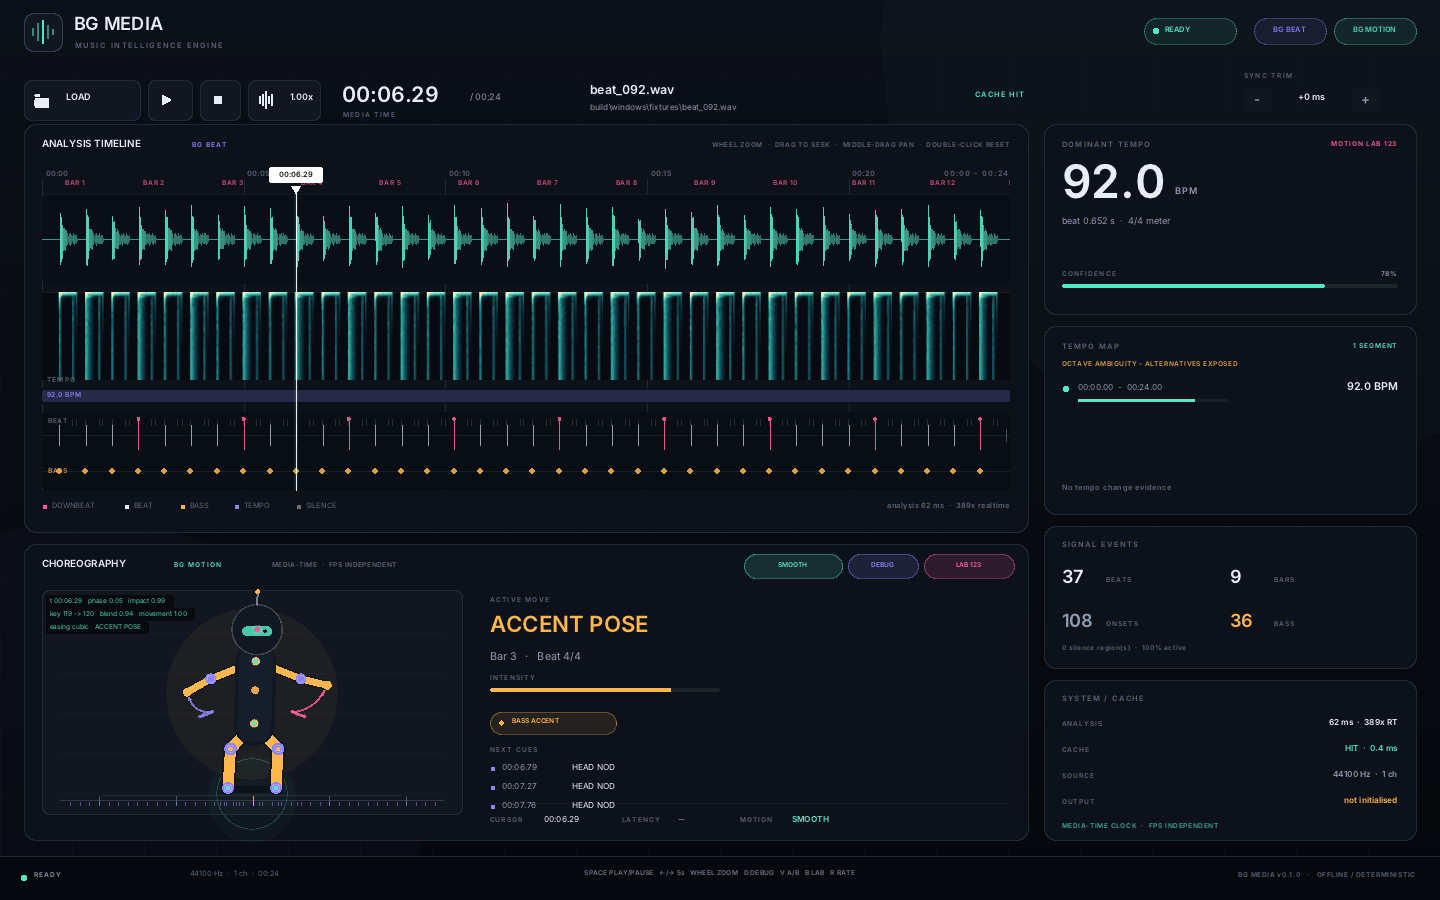 BG MEDIA
MUSIC INTELLIGENCE ENGINE
READY
BG BEAT
BG MOTION
LOAD
1.00x
00:06.29
/ 00:24
MEDIA TIME
beat_092.wav
build\windows\fixtures\beat_092.wav
CACHE HIT
SYNC TRIM
-
+0 ms
+
ANALYSIS TIMELINE
BG BEAT
WHEEL ZOOM · DRAG TO SEEK · MIDDLE-DRAG PAN · DOUBLE-CLICK RESET
00:00
00:06.29
00:10
00:15
00:20
00:00 - 00:24
BAR 1
BAR 2
BAR 3
BAR 5
BAR 6
BAR 7
BAR 8
BAR 9
BAR 10
BAR 11
BAR 12
TEMPO
92.0 BPM
BEAT
BASS
DOWNBEAT
BEAT
BASS
TEMPO
SILENCE
analysis 62 ms · 389x realtime
DOMINANT TEMPO
MOTION LAB 123
92.0 BPM
beat 0.652 s · 4/4 meter
CONFIDENCE
78%
TEMPO MAP
1 SEGMENT
OCTAVE AMBIGUITY - ALTERNATIVES EXPOSED
00:00.00 - 00:24.00
92.0 BPM
No tempo change evidence
SIGNAL EVENTS
37 BEATS
9 BARS
108 ONSETS
36 BASS
0 silence region(s) · 100% active
SYSTEM / CACHE
ANALYSIS
62 ms · 389x RT
CACHE
HIT · 0.4 ms
SOURCE
44100 Hz · 1 ch
OUTPUT
not initialised
MEDIA-TIME CLOCK · FPS INDEPENDENT
CHOREOGRAPHY
BG MOTION
MEDIA-TIME · FPS INDEPENDENT
SMOOTH
DEBUG
LAB 123
t 00:06.29 phase 0.05 impact 0.99
key 119 -> 120 blend 0.94 movement 1.00
easing cubic ACCENT POSE
ACTIVE MOVE
ACCENT POSE
Bar 3 · Beat 4/4
INTENSITY
BASS ACCENT
NEXT CUES
00:06.79 HEAD NOD
00:07.27 HEAD NOD
00:07.76 HEAD NOD
CURSOR 00:06.29
LATENCY --
MOTION SMOOTH
READY
44100 Hz · 1 ch · 00:24
SPACE PLAY/PAUSE ←/→ 5s WHEEL ZOOM D DEBUG V A/B B LAB R RATE
BG MEDIA v0.1.0 · OFFLINE / DETERMINISTIC